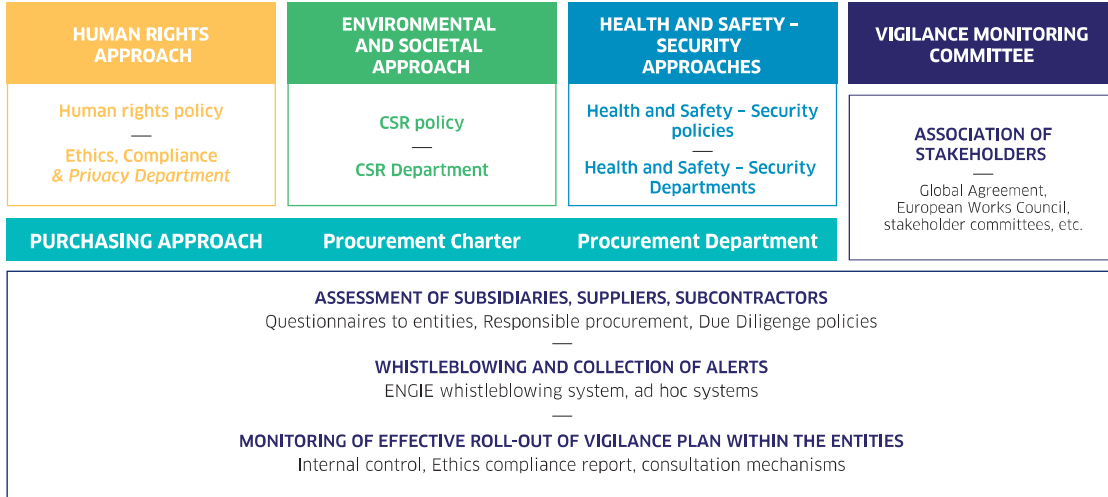 HUMAN RIGHTS
APPROACH
Human rights policy
Ethics, Compliance
& Privacy Department
ENVIRONMENTAL
AND SOCIETAL
APPROACH
CSR policy
CSR Department
HEALTH AND SAFETY –
SECURITY
APPROACHES
Health and Safety – Security
policies
Health and Safety – Security
Departments
VIGILANCE MONITORING
COMMITTEE
ASSOCIATION OF
STAKEHOLDERS
Global Agreement,
European Works Council,
stakeholder committees, etc.
PURCHASING APPROACH Procurement Charter Procurement Department
ASSESSMENT OF SUBSIDIARIES, SUPPLIERS, SUBCONTRACTORS
Questionnaires to entities, Responsible procurement, Due Diligenge policies
WHISTLEBLOWING AND COLLECTION OF ALERTS
ENGIE whistleblowing system, ad hoc systems
MONITORING OF EFFECTIVE ROLL-OUT OF VIGILANCE PLAN WITHIN THE ENTITIES
Internal control, Ethics compliance report, consultation mechanisms